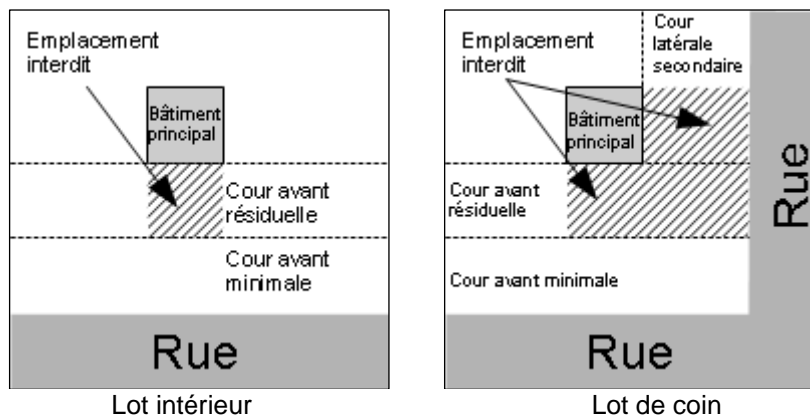 Emplacement
interdit
Bâtiment
principal
Cour avant
résiduelle
Cour avant
minimale
Rue
Lot intérieur
Cour
latérale
secondaire
Emplacement
interdit
Bâtiment
principal
Cour avant
résiduelle
Cour avant minimale
Rue
Rue
Lot de coin